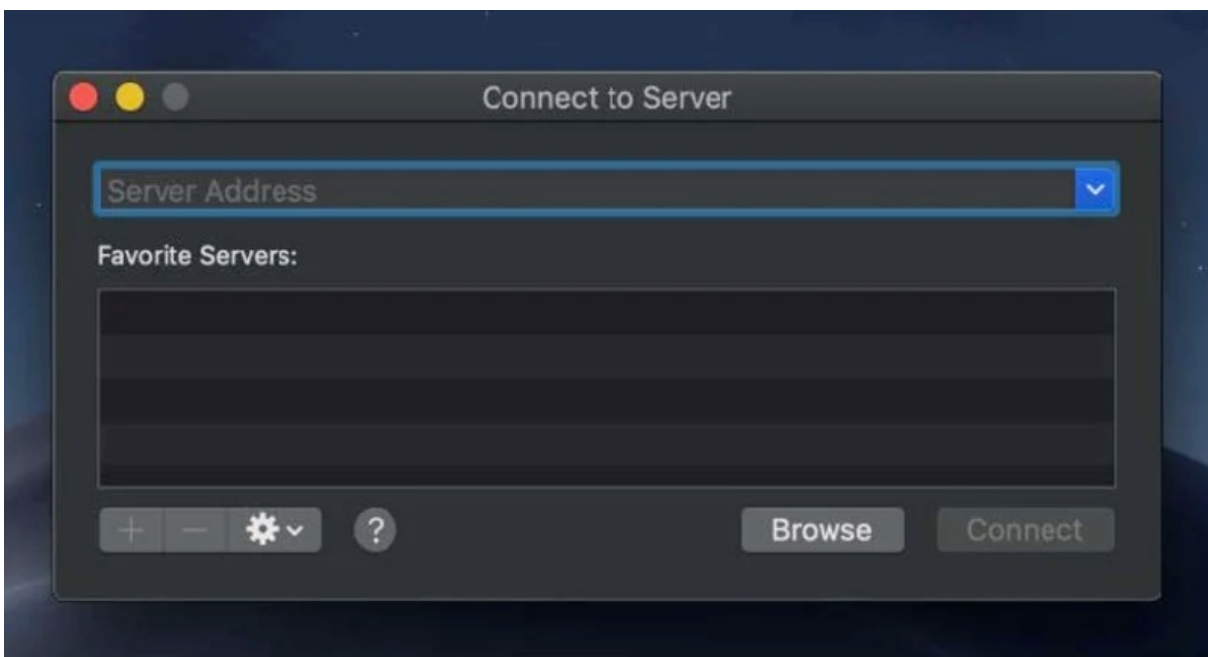 Connect to Server
Server Address
Favorite Servers:
+ − ?
Browse Connect